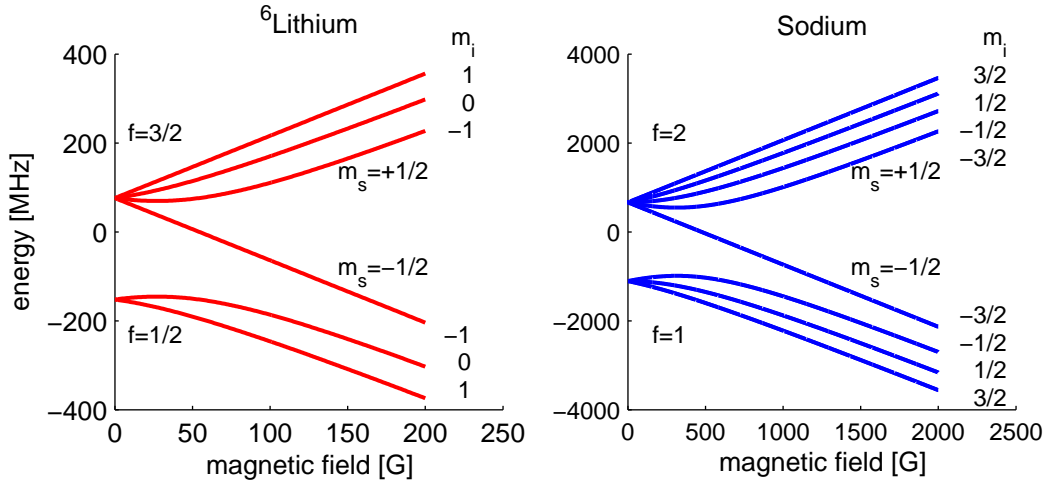 ⁶Lithium
m_i
400
200
0
−200
−400
energy [MHz]
1
0
−1
f=3/2
m_s=+1/2
m_s=−1/2
f=1/2
−1
0
1
0 50 100 150 200 250
magnetic field [G]
Sodium
m_i
4000
2000
0
−2000
−4000
3/2
1/2
−1/2
−3/2
f=2
m_s=+1/2
m_s=−1/2
f=1
−3/2
−1/2
1/2
3/2
0 500 1000 1500 2000 2500
magnetic field [G]